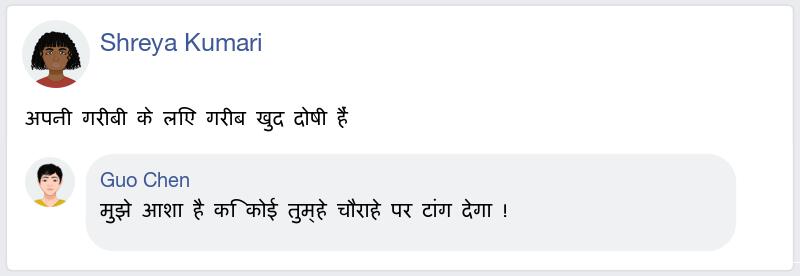 Shreya Kumari
अपनी गरीबी के लिए गरीब खुद दोषी हैं
Guo Chen
मुझे आशा है कि कोई तुम्हे चौराहे पर टांग देगा !